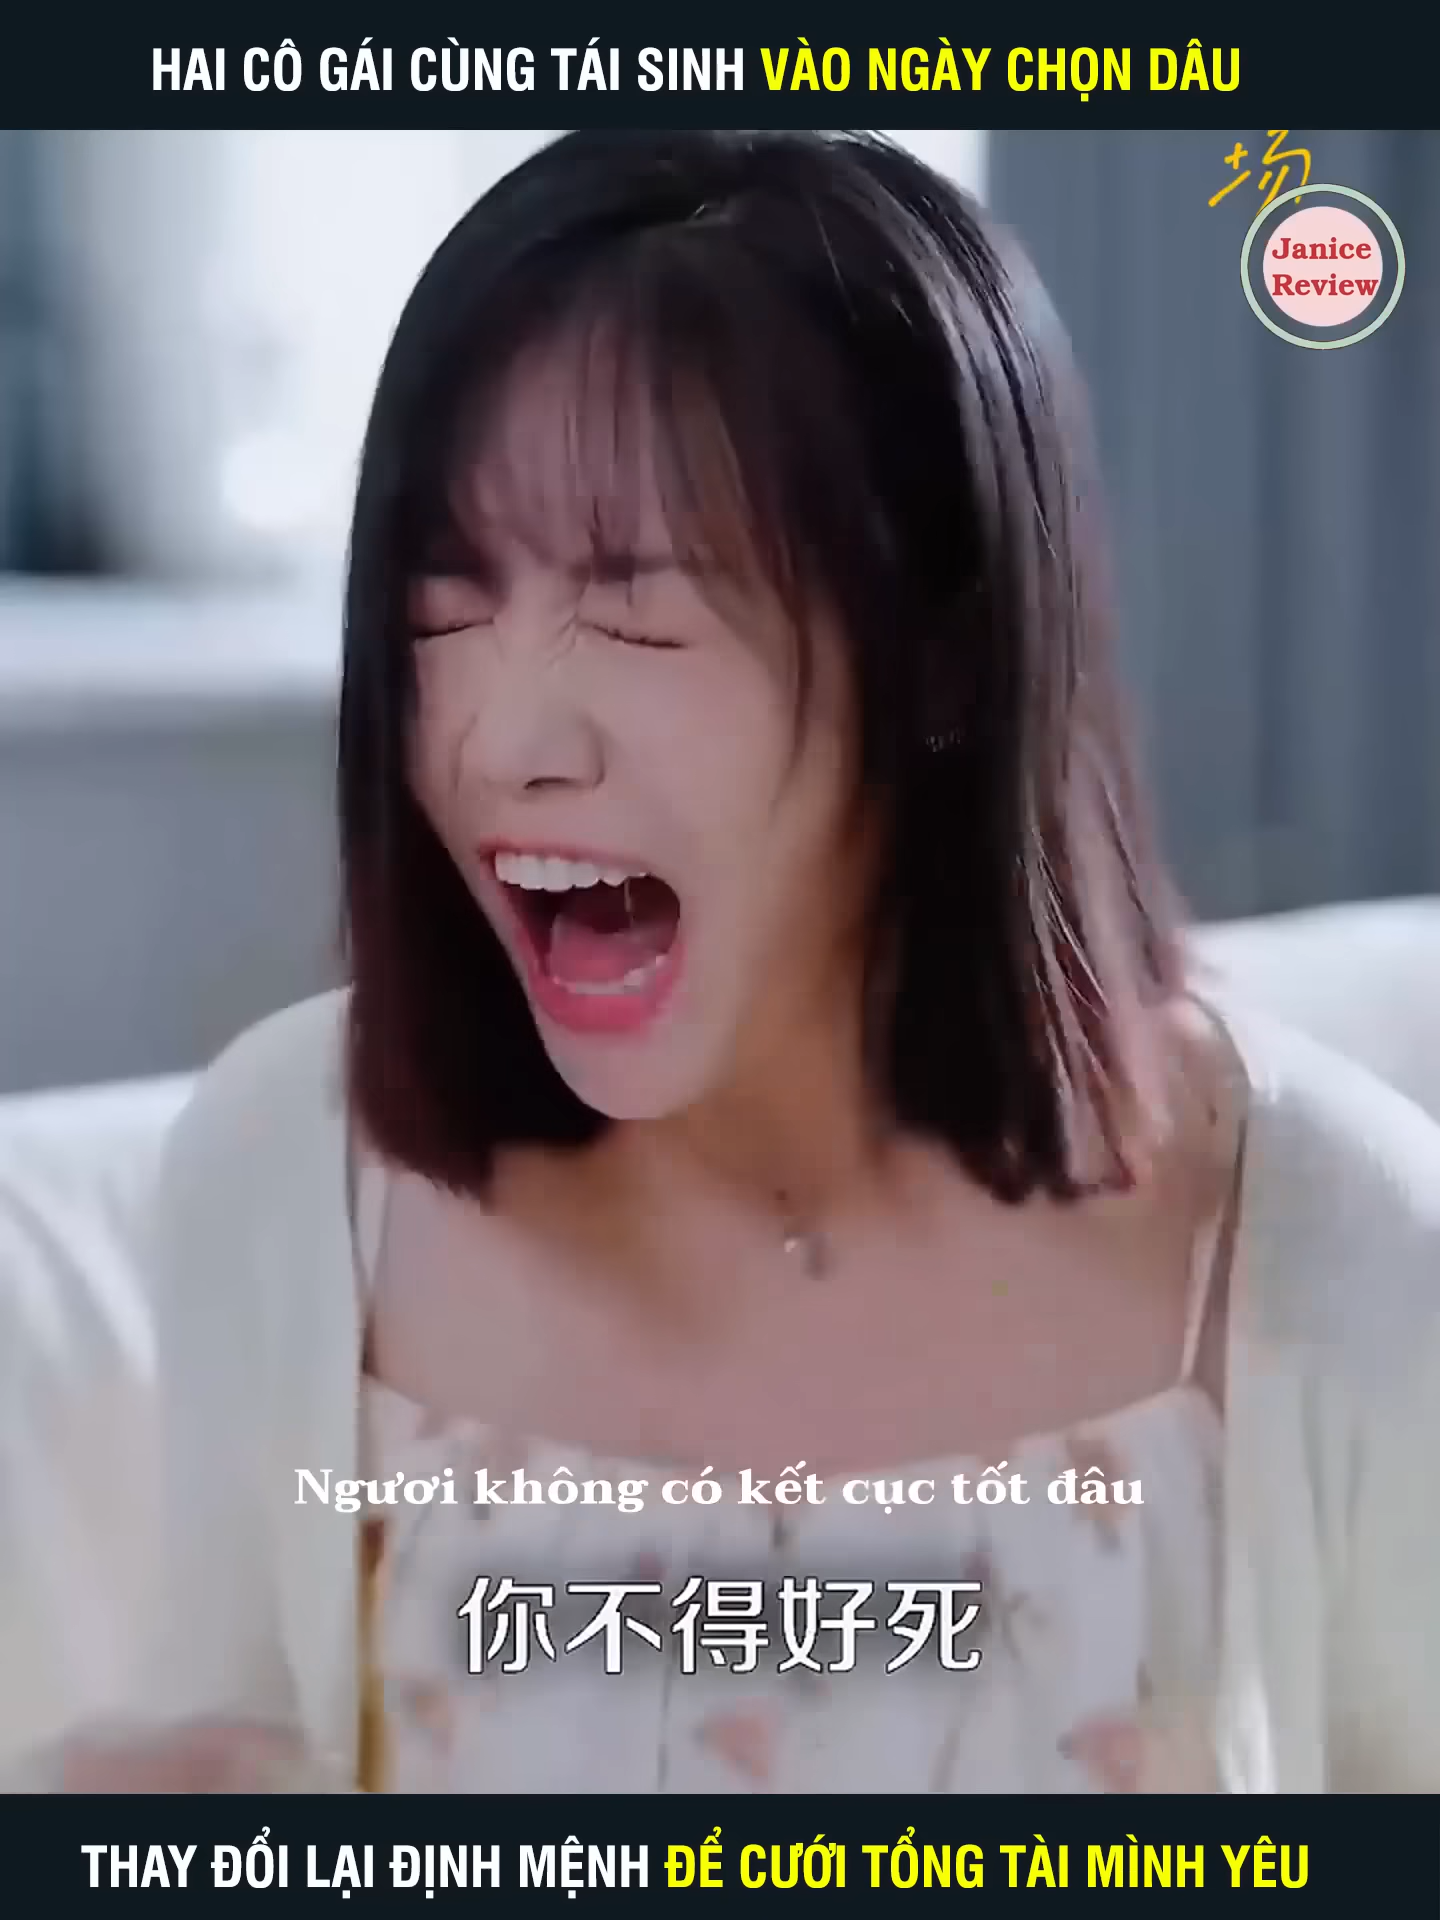 HAI CÔ GÁI CÙNG TÁI SINH VÀO NGÀY CHỌN DÂU
场
Janice
Review
Ngươi không có kết cục tốt đâu
你不得好死
THAY ĐỔI LẠI ĐỊNH MỆNH ĐỂ CƯỚI TỔNG TÀI MÌNH YÊU